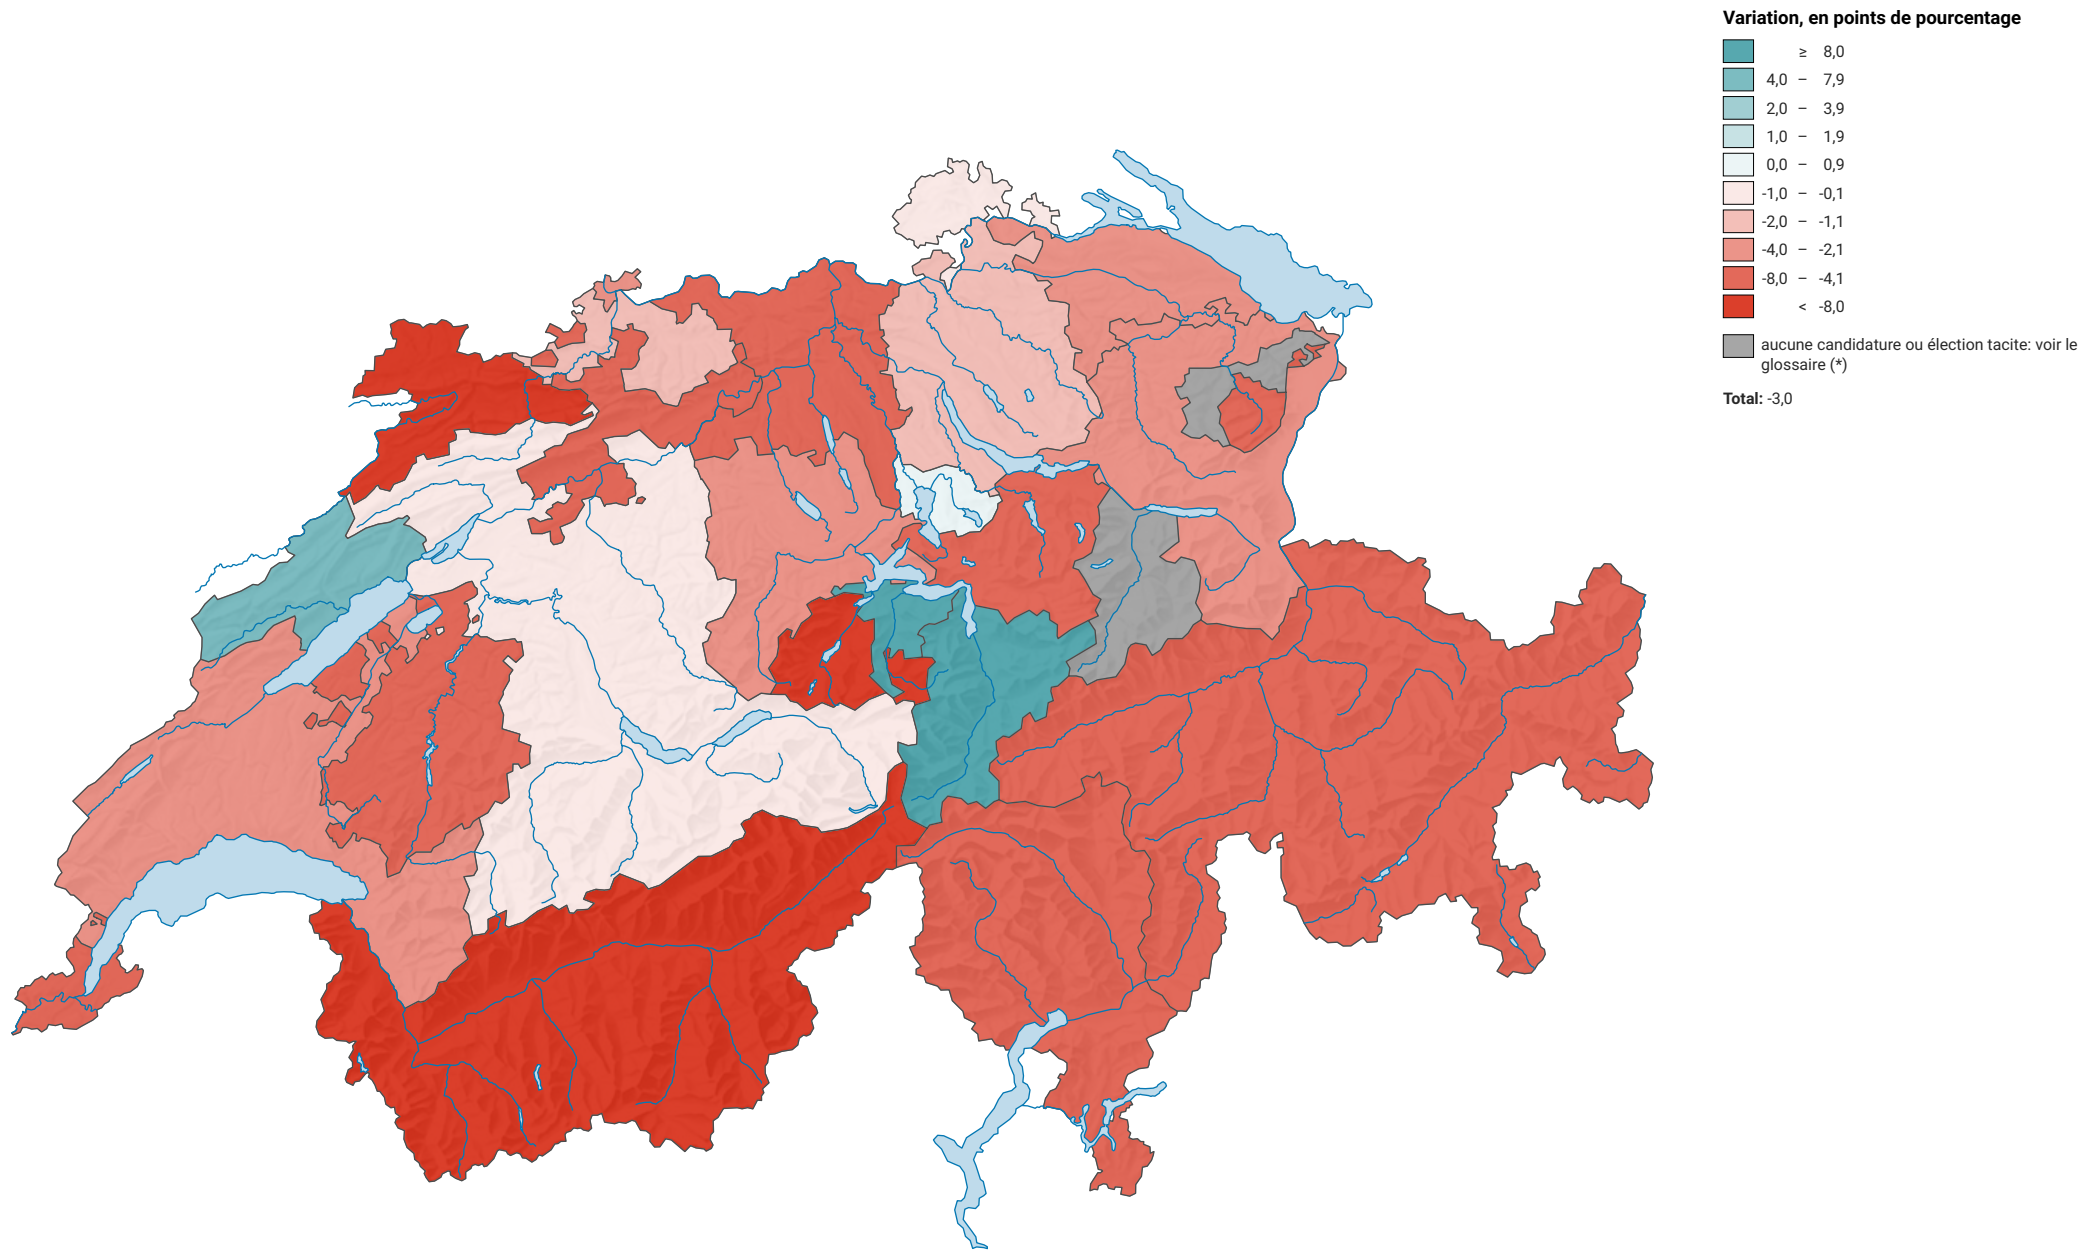 Variation, en points de pourcentage
≥ 8,0
4,0 – 7,9
2,0 – 3,9
1,0 – 1,9
0,0 – 0,9
-1,0 – -0,1
-2,0 – -1,1
-4,0 – -2,1
-8,0 – -4,1
< -8,0
aucune candidature ou élection tacite: voir le
glossaire (*)
Total: -3,0